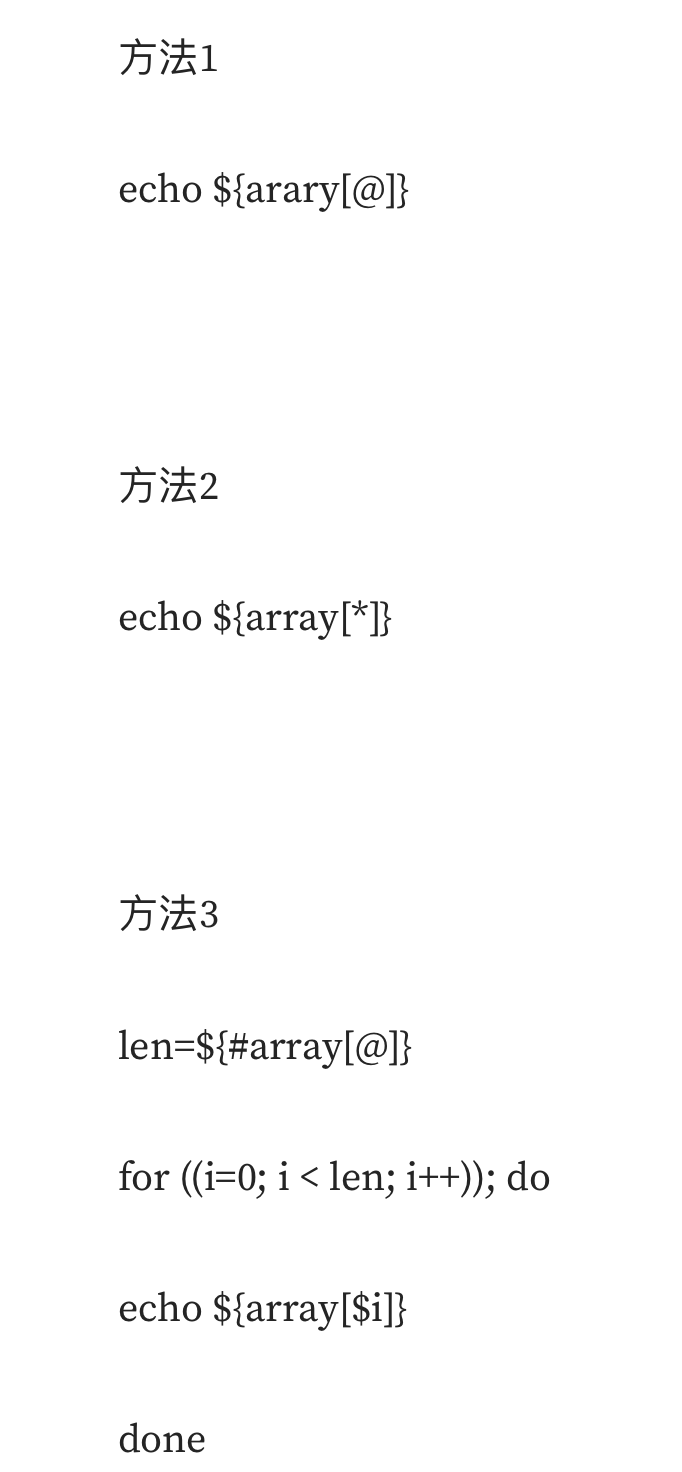 方法1
echo ${arary[@]}
方法2
echo ${array[*]}
方法3
len=${#array[@]}
for ((i=0; i < len; i++)); do
echo ${array[$i]}
done